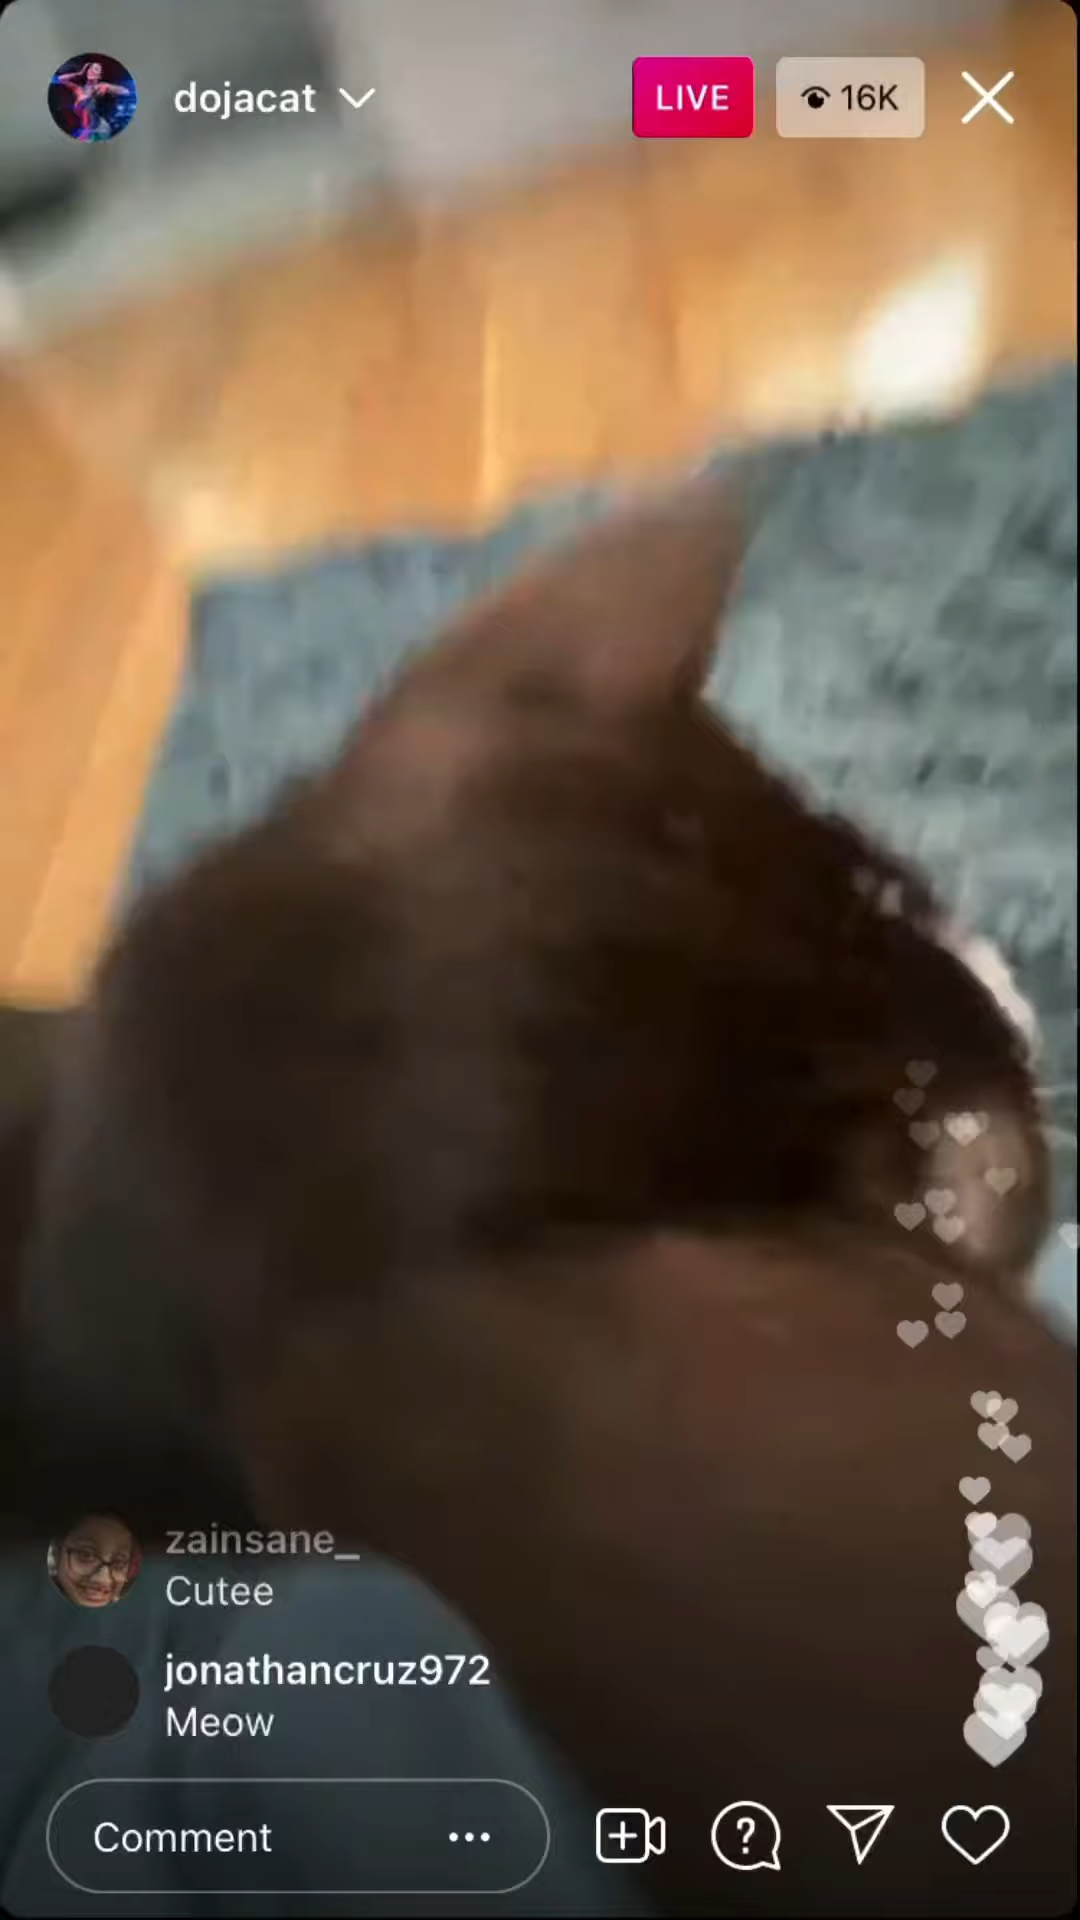 dojacat
LIVE
16K
zainsane_
Cutee
jonathancruz972
Meow
Comment